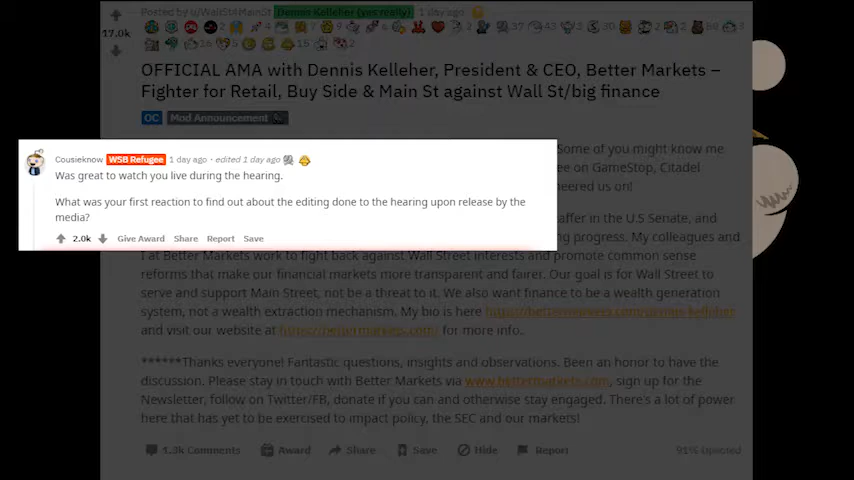 Posted by u/WallSt4MainSt Dennis Kelleher (yes really) 1 day ago
17.0k
OFFICIAL AMA with Dennis Kelleher, President & CEO, Better Markets –
Fighter for Retail, Buy Side & Main St against Wall St/big finance
OC Mod Announcement
Some of you might know me
ee on GameStop, Citadel
neered us on!
Cousieknow WSB Refugee 1 day ago · edited 1 day ago
Was great to watch you live during the hearing.
What was your first reaction to find out about the editing done to the hearing upon release by the
media?
2.0k Give Award Share Report Save
affer in the U.S Senate, and
ng progress. My colleagues and
I at Better Markets work to fight back against Wall Street interests and promote common sense
reforms that make our financial markets more transparent and fairer. Our goal is for Wall Street to
serve and support Main Street, not be a threat to it. We also want finance to be a wealth generation
system, not a wealth extraction mechanism. My bio is here https://bettermarkets.com/dennis-kelleher
and visit our website at https://bettermarkets.com/ for more info.
******Thanks everyone! Fantastic questions, insights and observations. Been an honor to have the
discussion. Please stay in touch with Better Markets via www.bettermarkets.com, sign up for the
Newsletter, follow on Twitter/FB, donate if you can and otherwise stay engaged. There's a lot of power
here that has yet to be exercised to impact policy, the SEC and our markets!
1.3k Comments Award Share Save Hide Report 91% Upvoted